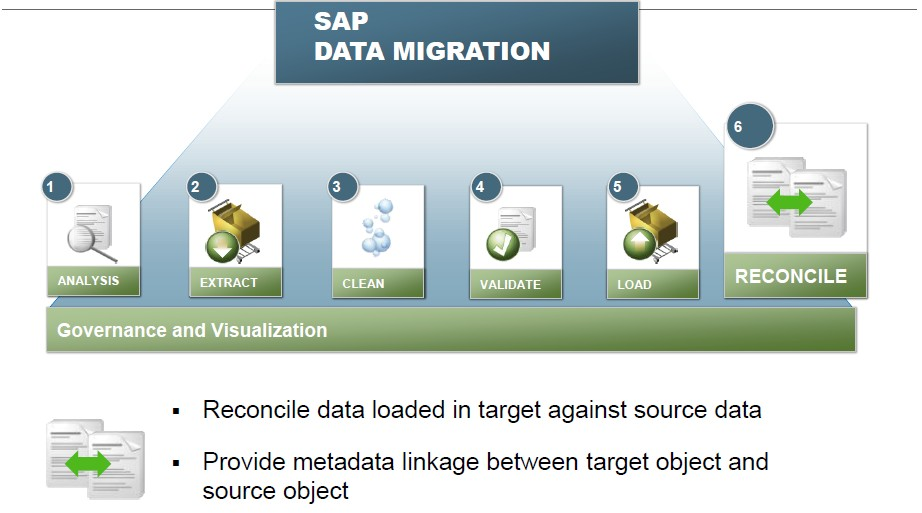 SAP
DATA MIGRATION
1
2
3
4
5
6
ANALYSIS
EXTRACT
CLEAN
VALIDATE
LOAD
RECONCILE
Governance and Visualization
▪ Reconcile data loaded in target against source data
▪ Provide metadata linkage between target object and
source object